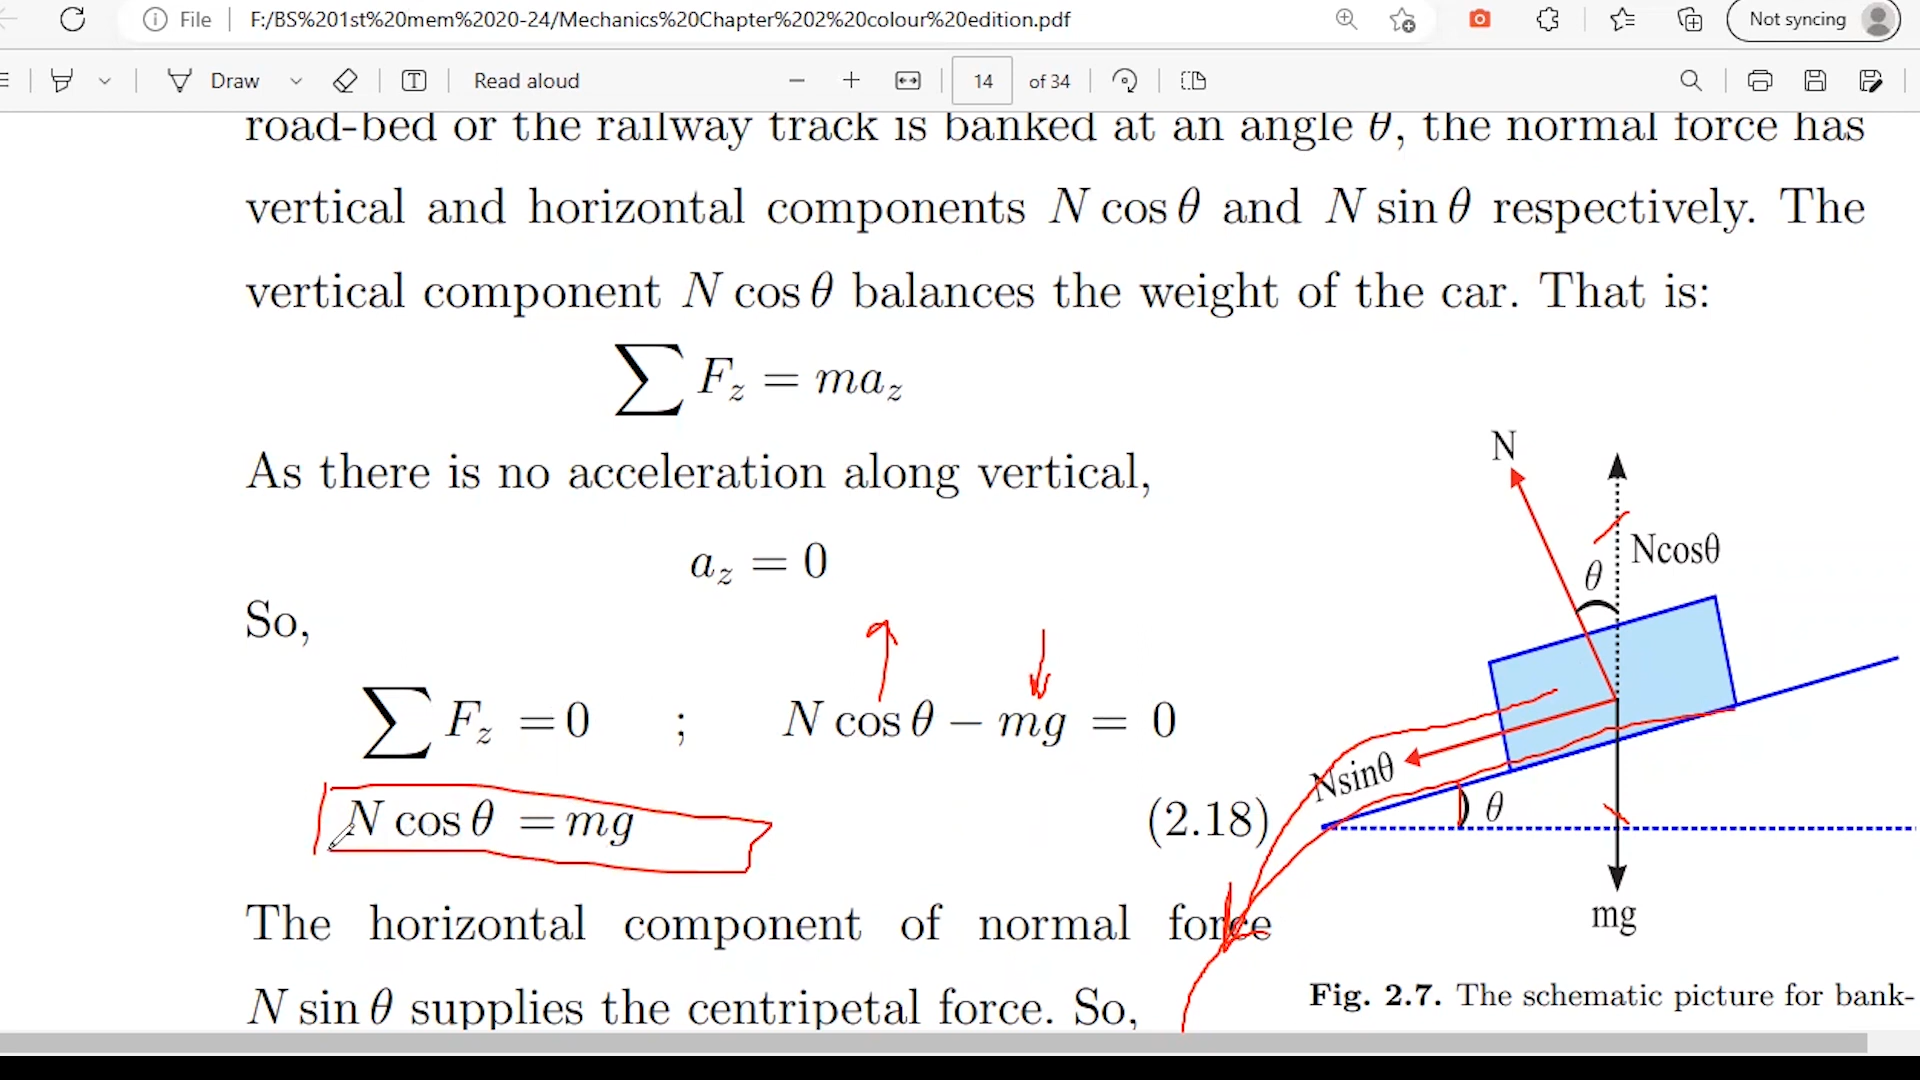 File F:/BS%201st%20mem%2020-24/Mechanics%20Chapter%202%20colour%20edition.pdf Not syncing
Draw T Read aloud 14 of 34
road-bed or the railway track is banked at an angle θ, the normal force has
vertical and horizontal components N cos θ and N sin θ respectively. The
vertical component N cos θ balances the weight of the car. That is:
∑ F_z = ma_z
As there is no acceleration along vertical,
a_z = 0
So,
∑ F_z = 0 ; N cos θ − mg = 0
N cos θ = mg (2.18)
The horizontal component of normal force
N sin θ supplies the centripetal force. So,
N
Ncosθ
θ
Nsinθ
θ
mg
Fig. 2.7. The schematic picture for bank-